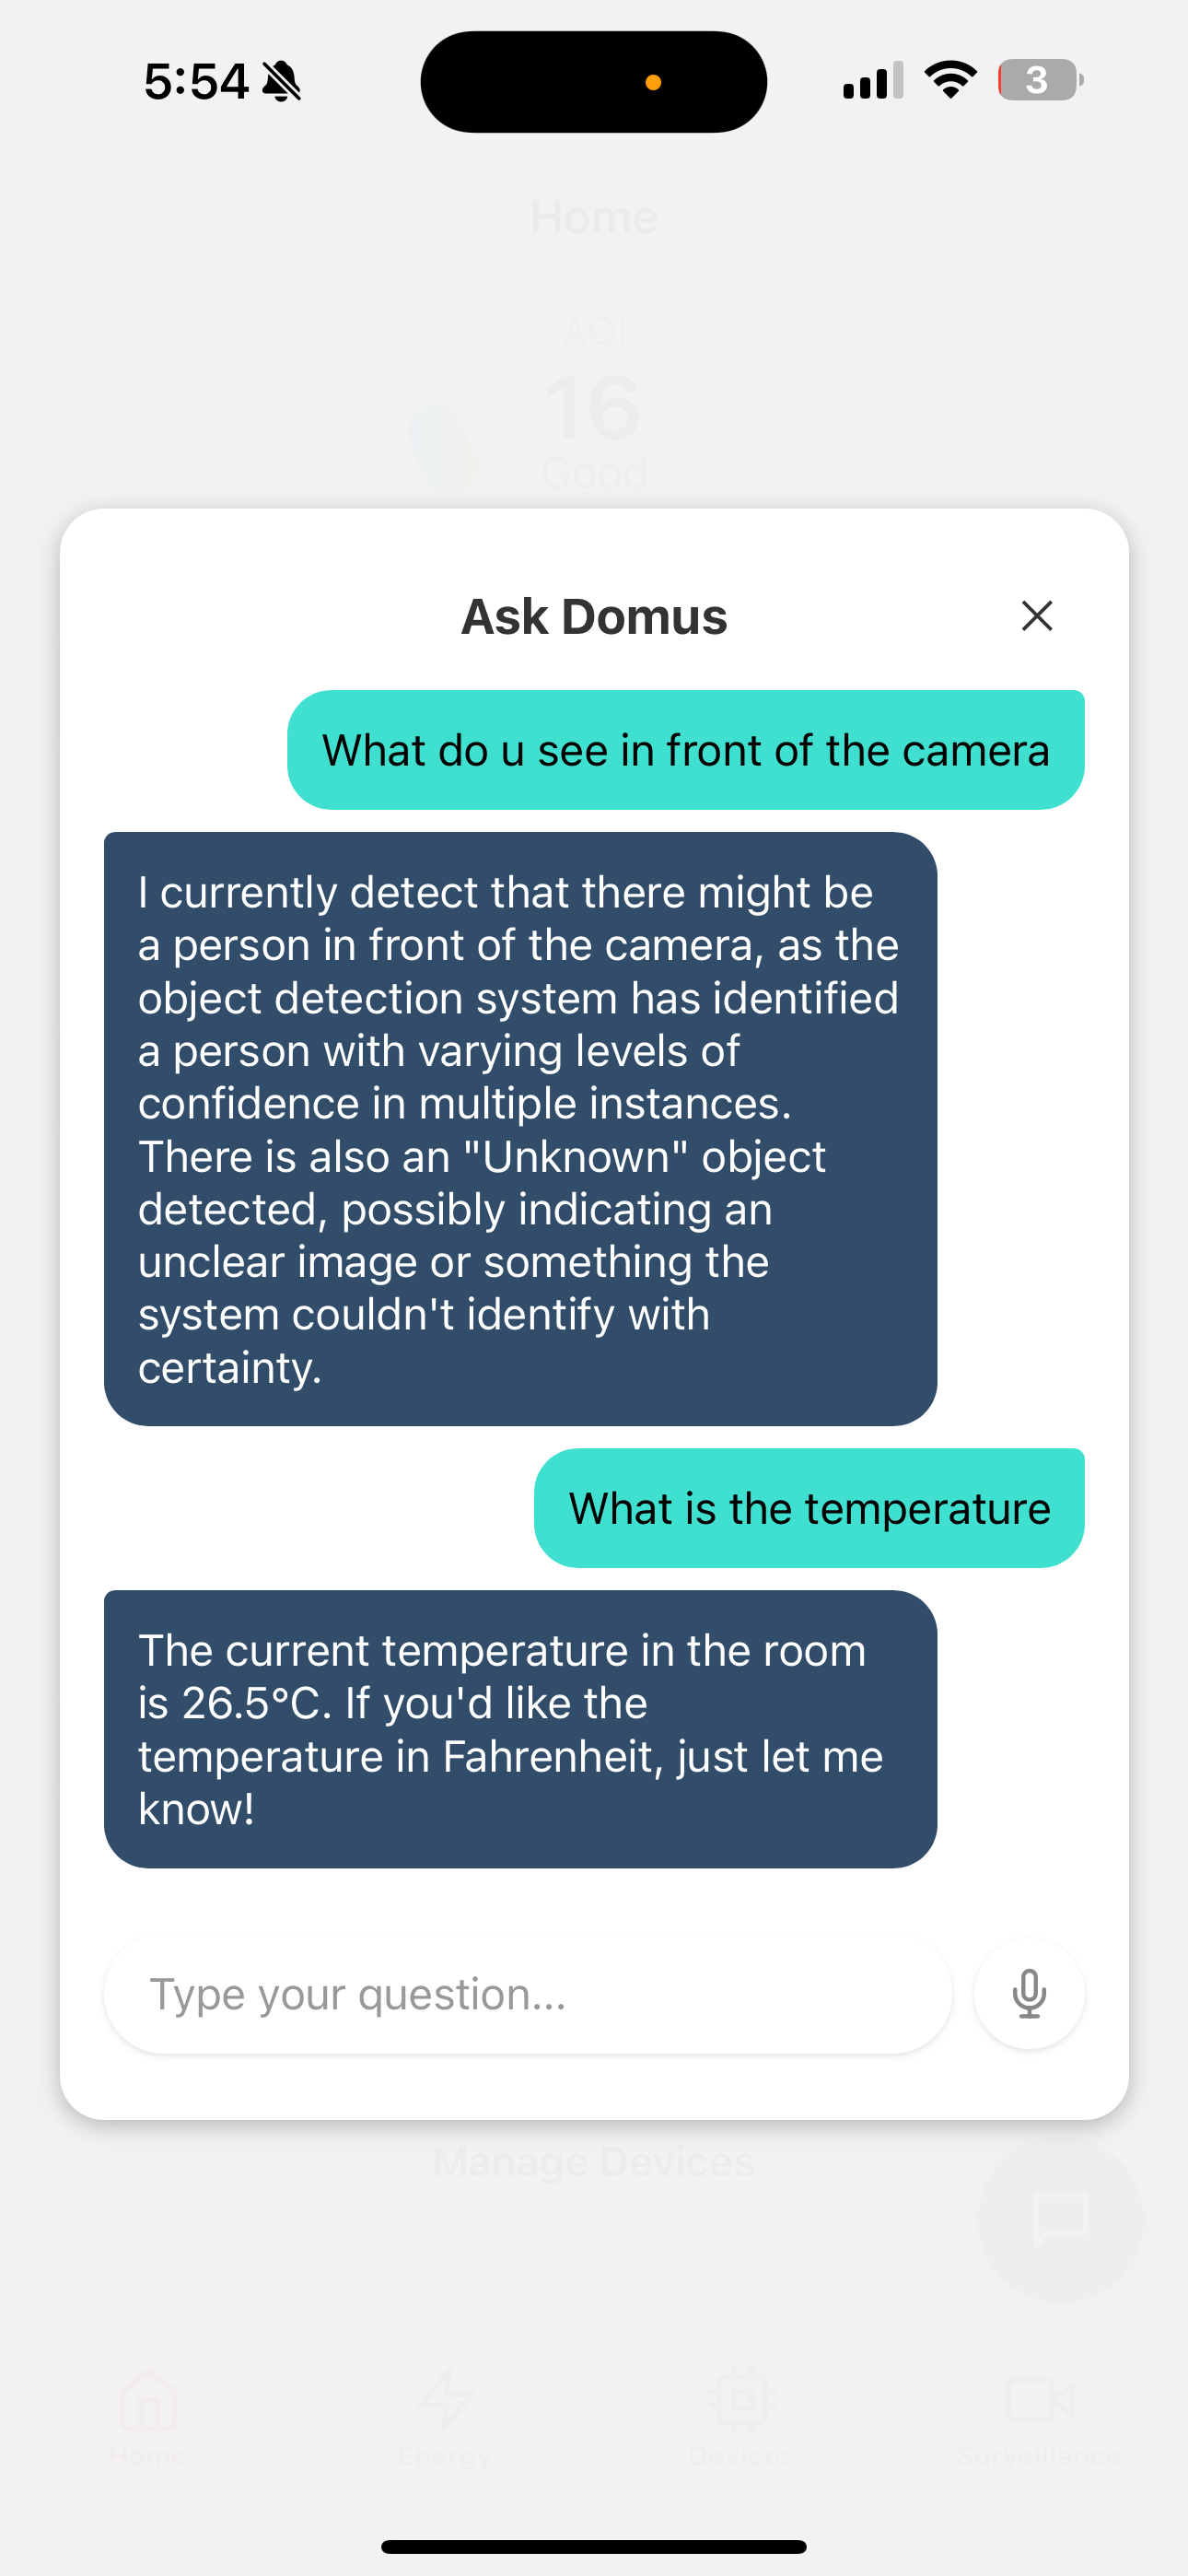 5:54
3
Home
AQI
16
Good
Ask Domus
What do u see in front of the camera
I currently detect that there might be
a person in front of the camera, as the
object detection system has identified
a person with varying levels of
confidence in multiple instances.
There is also an "Unknown" object
detected, possibly indicating an
unclear image or something the
system couldn't identify with
certainty.
What is the temperature
The current temperature in the room
is 26.5°C. If you'd like the
temperature in Fahrenheit, just let me
know!
Type your question...
Manage Devices
Home
Energy
Devices
Surveillance